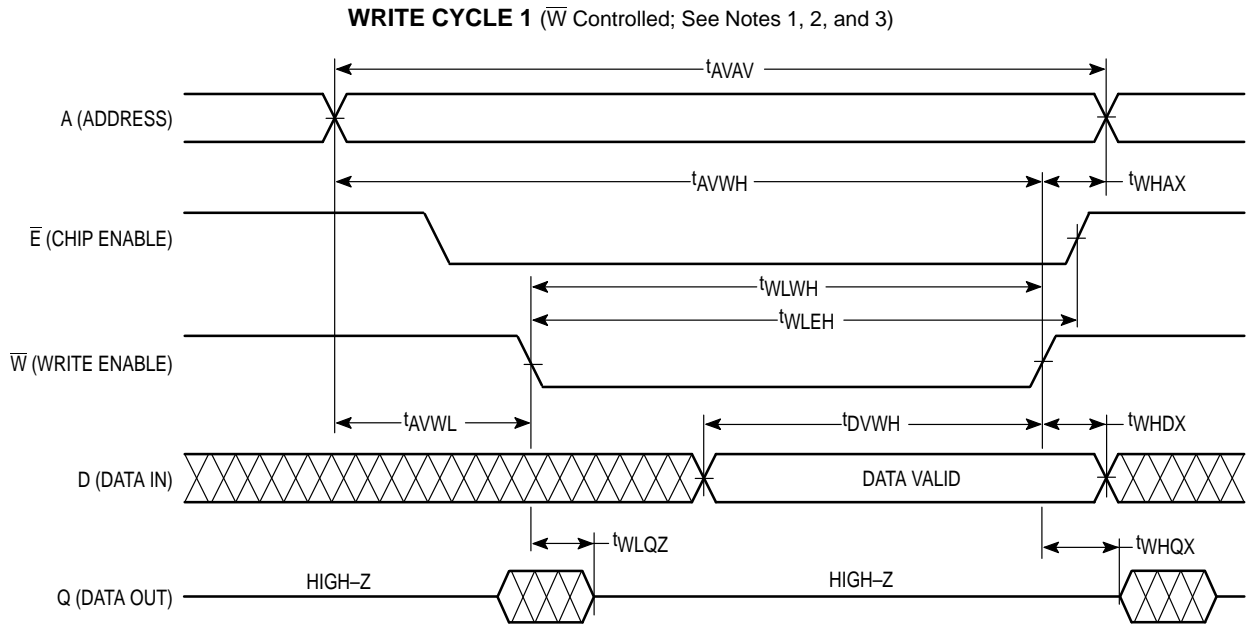 WRITE CYCLE 1 (W̅ Controlled; See Notes 1, 2, and 3)
tAVAV
A (ADDRESS)
tAVWH
tWHAX
E̅ (CHIP ENABLE)
tWLWH
tWLEH
W̅ (WRITE ENABLE)
tAVWL
tDVWH
tWHDX
D (DATA IN)
DATA VALID
tWLQZ
tWHQX
Q (DATA OUT)
HIGH–Z
HIGH–Z